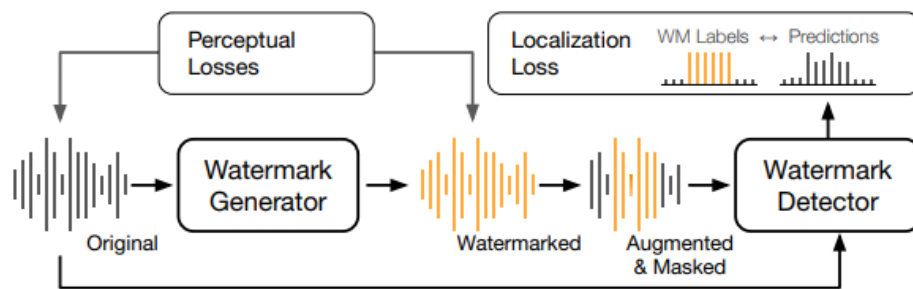 Perceptual
Losses
Localization
Loss
WM Labels ↔ Predictions
Watermark
Generator
Watermark
Detector
Original
Watermarked
Augmented
& Masked